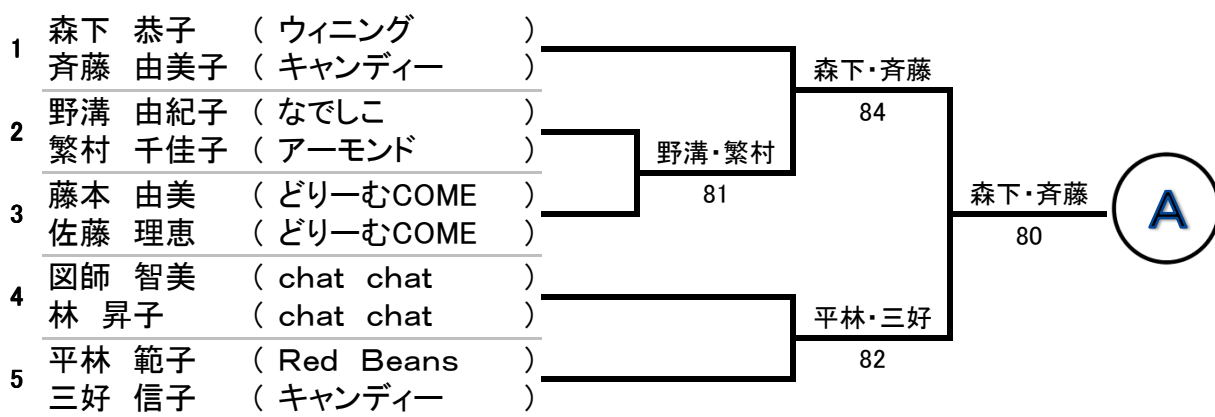 1 森下 恭子 ( ウィニング )
斉藤 由美子 ( キャンディー )
2 野溝 由紀子 ( なでしこ )
繁村 千佳子 ( アーモンド )
3 藤本 由美 ( どりーむCOME )
佐藤 理恵 ( どりーむCOME )
4 図師 智美 ( chat chat )
林 昇子 ( chat chat )
5 平林 範子 ( Red Beans )
三好 信子 ( キャンディー )
野溝・繁村
81
森下・斉藤
84
平林・三好
82
森下・斉藤
80
A